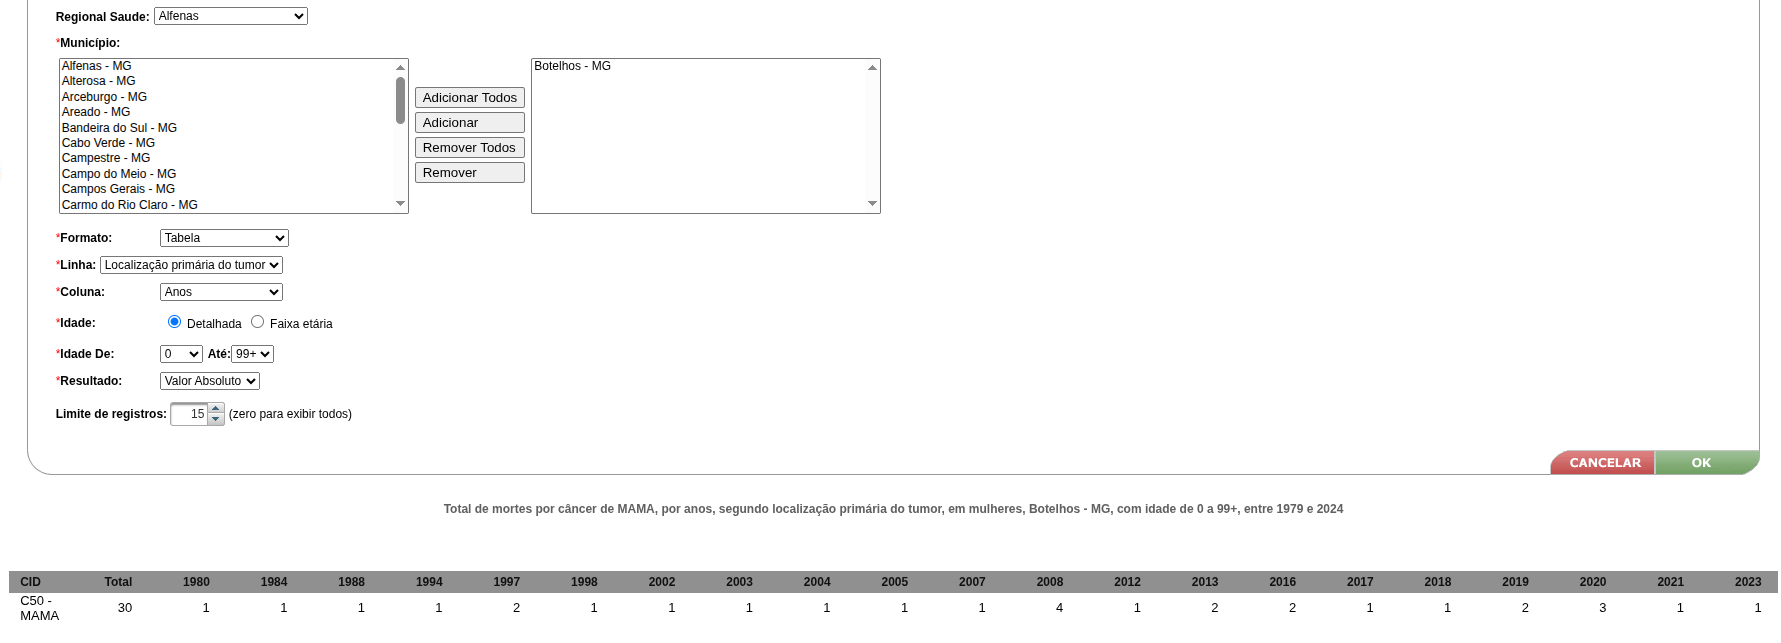 Regional Saude: Alfenas
*Município:
Alfenas - MG
Alterosa - MG
Arceburgo - MG
Areado - MG
Bandeira do Sul - MG
Cabo Verde - MG
Campestre - MG
Campo do Meio - MG
Campos Gerais - MG
Carmo do Rio Claro - MG
Adicionar Todos
Adicionar
Remover Todos
Remover
Botelhos - MG
*Formato: Tabela
*Linha: Localização primária do tumor
*Coluna: Anos
*Idade: Detalhada Faixa etária
*Idade De: 0 Até: 99+
*Resultado: Valor Absoluto
Limite de registros: 15 (zero para exibir todos)
CANCELAR OK
Total de mortes por câncer de MAMA, por anos, segundo localização primária do tumor, em mulheres, Botelhos - MG, com idade de 0 a 99+, entre 1979 e 2024
CID Total 1980 1984 1988 1994 1997 1998 2002 2003 2004 2005 2007 2008 2012 2013 2016 2017 2018 2019 2020 2021 2023
C50 - MAMA 30 1 1 1 1 2 1 1 1 1 1 1 4 1 2 2 1 1 2 3 1 1